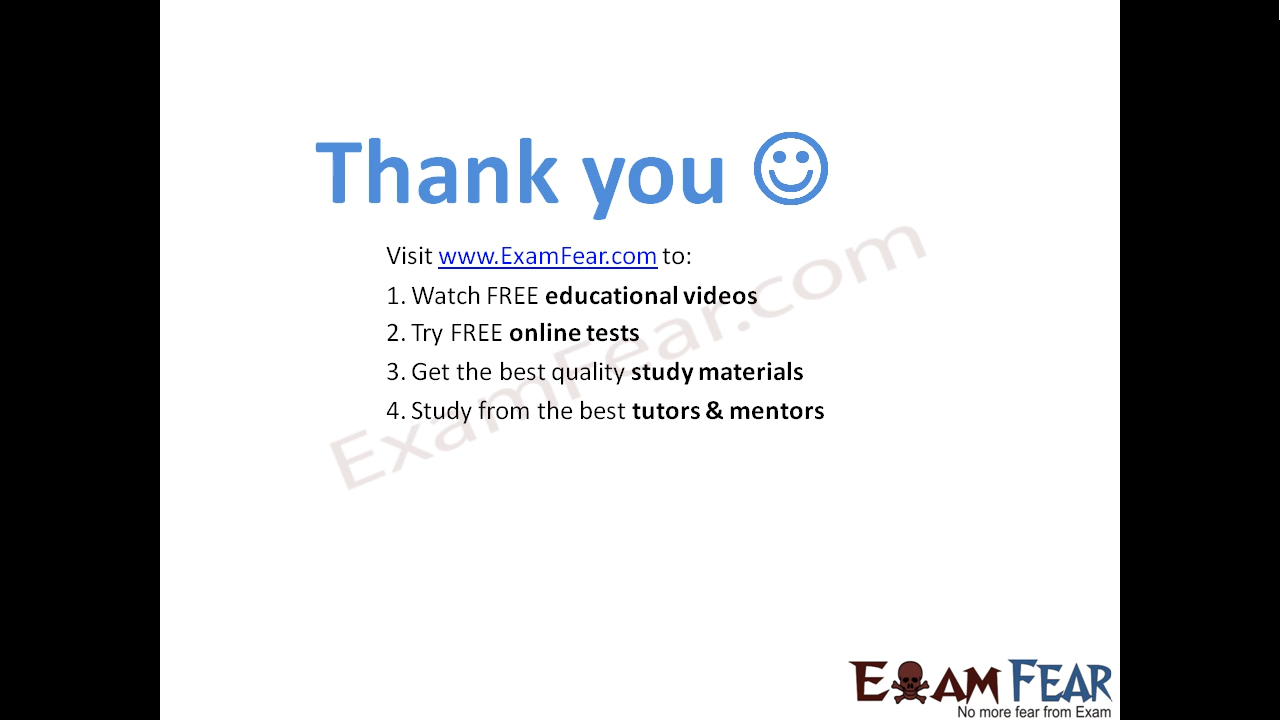 Thank you
Visit www.ExamFear.com to:
1. Watch FREE educational videos
2. Try FREE online tests
3. Get the best quality study materials
4. Study from the best tutors & mentors
ExamFear.com
EXAM FEAR
No more fear from Exam